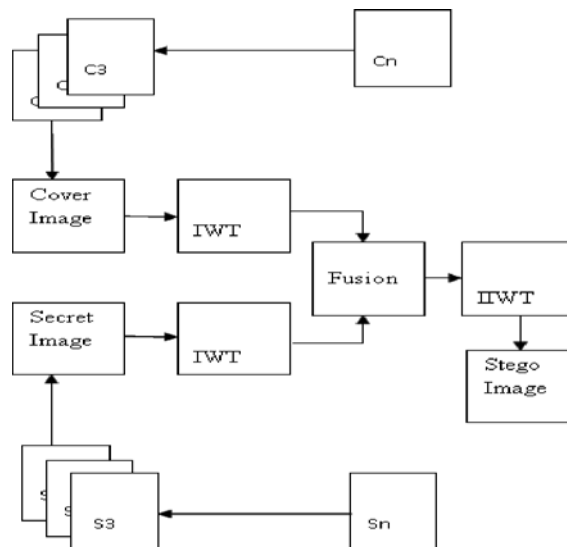 C3
Cn
C
C
Cover
Image
IWT
Fusion
IIWT
Secret
Image
IWT
Stego
Image
S
S
S3
Sn